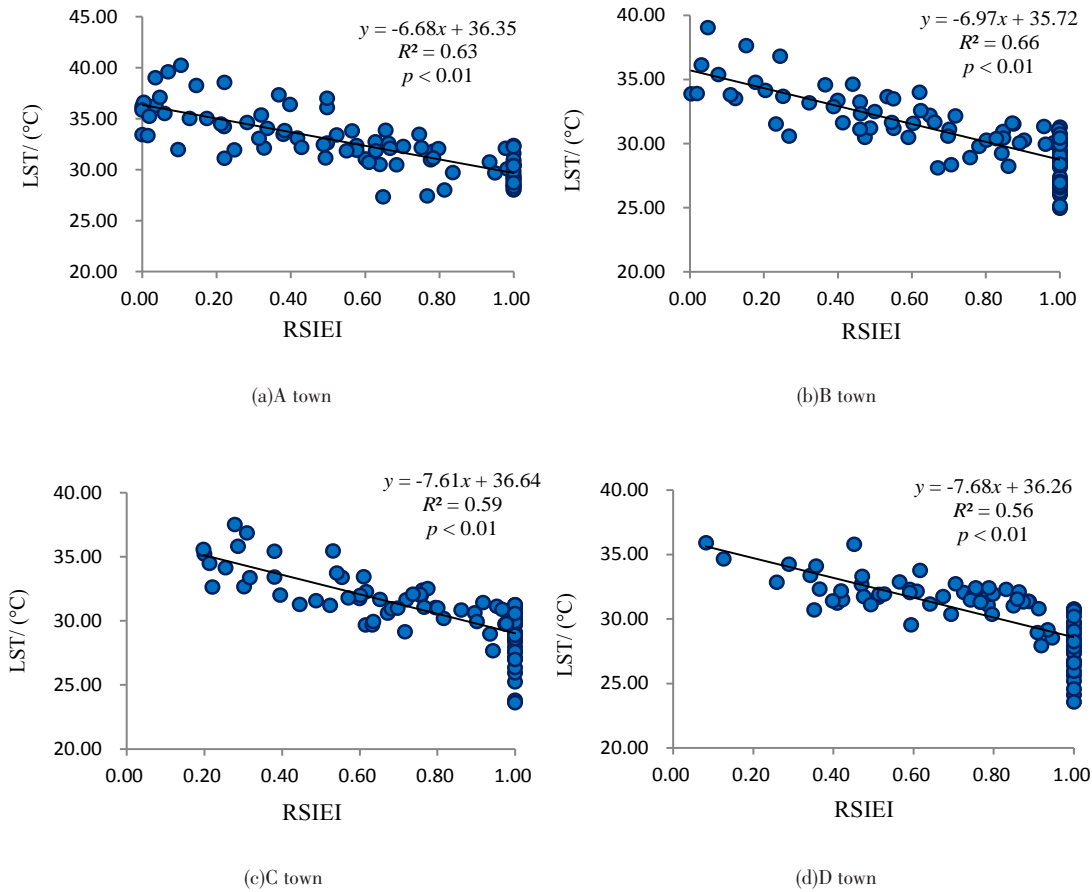 y = -6.68x + 36.35
R² = 0.63
p < 0.01
45.00
40.00
35.00
30.00
25.00
20.00
LST/ (°C)
0.00 0.20 0.40 0.60 0.80 1.00
RSIEI
(a)A town
y = -6.97x + 35.72
R² = 0.66
p < 0.01
40.00
35.00
30.00
25.00
20.00
LST/ (°C)
0.00 0.20 0.40 0.60 0.80 1.00
RSIEI
(b)B town
y = -7.61x + 36.64
R² = 0.59
p < 0.01
40.00
35.00
30.00
25.00
20.00
LST/ (°C)
0.00 0.20 0.40 0.60 0.80 1.00
RSIEI
(c)C town
y = -7.68x + 36.26
R² = 0.56
p < 0.01
40.00
35.00
30.00
25.00
20.00
LST/ (°C)
0.00 0.20 0.40 0.60 0.80 1.00
RSIEI
(d)D town